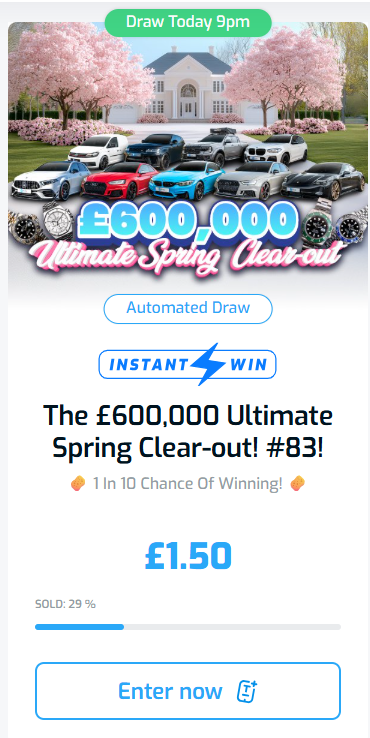 Draw Today 9pm
£600,000
Ultimate Spring Clear-out
Automated Draw
INSTANT WIN
The £600,000 Ultimate
Spring Clear-out! #83!
1 In 10 Chance Of Winning!
£1.50
SOLD: 29 %
Enter now